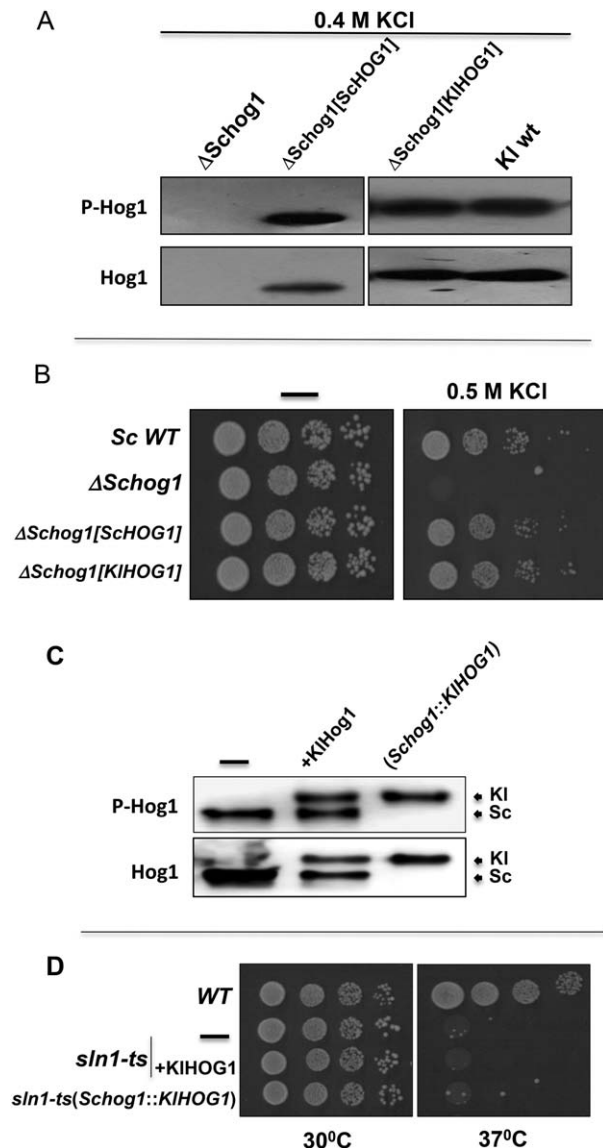 A
0.4 M KCl
ΔSchog1
ΔSchog1[ScHOG1]
ΔSchog1[KlHOG1]
Kl wt
P-Hog1
Hog1
B
0.5 M KCl
Sc WT
ΔSchog1
ΔSchog1[ScHOG1]
ΔSchog1[KlHOG1]
C
+KlHog1
(Schog1::KlHOG1)
P-Hog1
Kl
Sc
Hog1
Kl
Sc
D
WT
sln1-ts
+KlHOG1
sln1-ts(Schog1::KlHOG1)
30⁰C
37⁰C